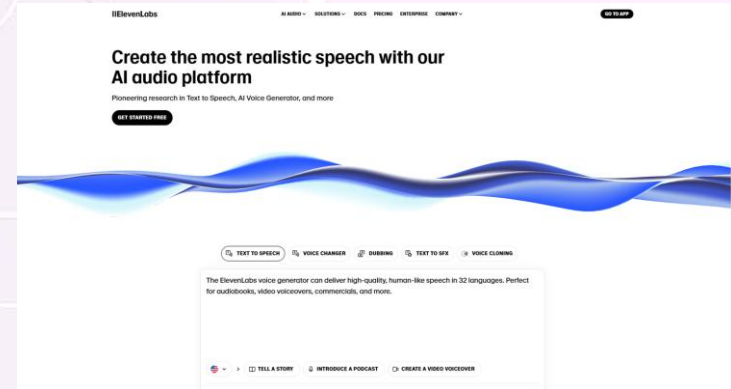 IIElevenLabs
AI AUDIO SOLUTIONS DOCS PRICING ENTERPRISE COMPANY
GO TO APP
Create the most realistic speech with our
AI audio platform
Pioneering research in Text to Speech, AI Voice Generator, and more
GET STARTED FREE
TEXT TO SPEECH VOICE CHANGER DUBBING TEXT TO SFX VOICE CLONING
The ElevenLabs voice generator can deliver high-quality, human-like speech in 32 languages. Perfect
for audiobooks, video voiceovers, commercials, and more.
TELL A STORY INTRODUCE A PODCAST CREATE A VIDEO VOICEOVER